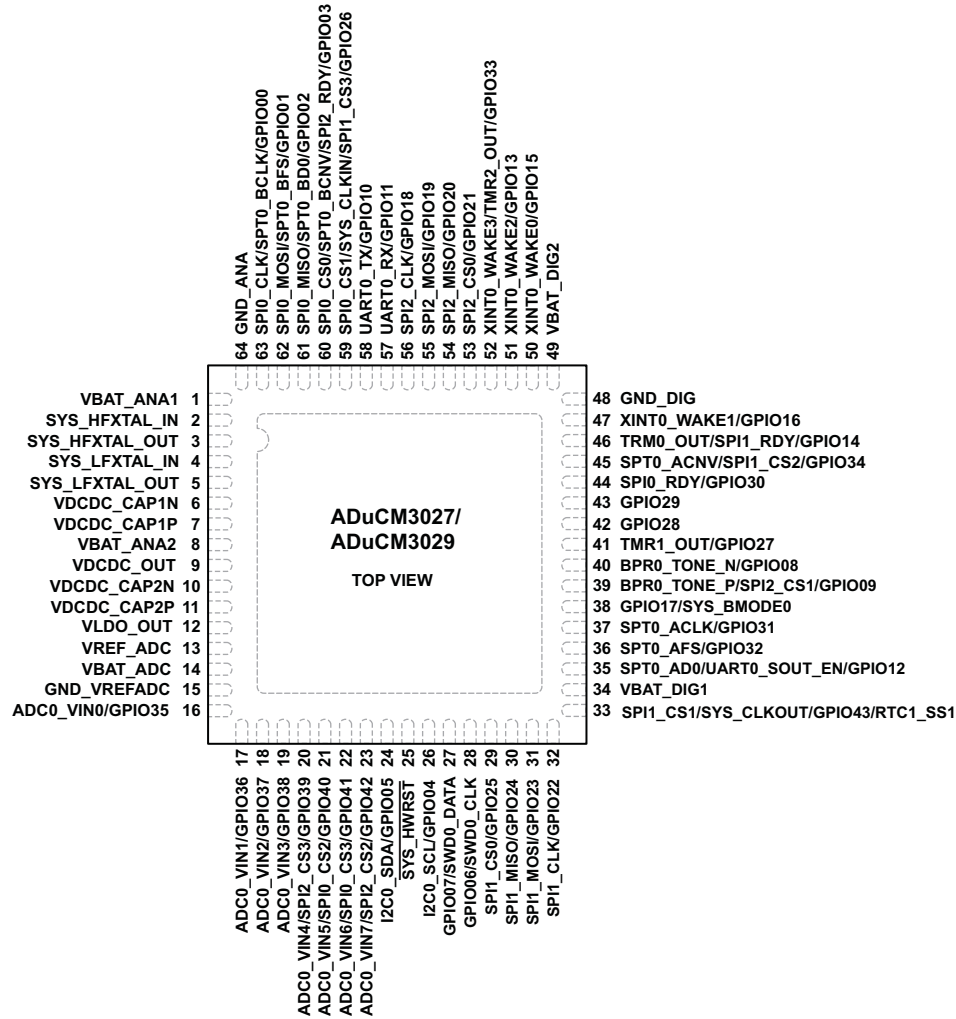 64 GND_ANA
63 SPI0_CLK/SPT0_BCLK/GPIO00
62 SPI0_MOSI/SPT0_BFS/GPIO01
61 SPI0_MISO/SPT0_BD0/GPIO02
60 SPI0_CS0/SPT0_BCNV/SPI2_RDY/GPIO03
59 SPI0_CS1/SYS_CLKIN/SPI1_CS3/GPIO26
58 UART0_TX/GPIO10
57 UART0_RX/GPIO11
56 SPI2_CLK/GPIO18
55 SPI2_MOSI/GPIO19
54 SPI2_MISO/GPIO20
53 SPI2_CS0/GPIO21
52 XINT0_WAKE3/TMR2_OUT/GPIO33
51 XINT0_WAKE2/GPIO13
50 XINT0_WAKE0/GPIO15
49 VBAT_DIG2
VBAT_ANA1 1
SYS_HFXTAL_IN 2
SYS_HFXTAL_OUT 3
SYS_LFXTAL_IN 4
SYS_LFXTAL_OUT 5
VDCDC_CAP1N 6
VDCDC_CAP1P 7
VBAT_ANA2 8
VDCDC_OUT 9
VDCDC_CAP2N 10
VDCDC_CAP2P 11
VLDO_OUT 12
VREF_ADC 13
VBAT_ADC 14
GND_VREFADC 15
ADC0_VIN0/GPIO35 16
ADuCM3027/
ADuCM3029
TOP VIEW
48 GND_DIG
47 XINT0_WAKE1/GPIO16
46 TRM0_OUT/SPI1_RDY/GPIO14
45 SPT0_ACNV/SPI1_CS2/GPIO34
44 SPI0_RDY/GPIO30
43 GPIO29
42 GPIO28
41 TMR1_OUT/GPIO27
40 BPR0_TONE_N/GPIO08
39 BPR0_TONE_P/SPI2_CS1/GPIO09
38 GPIO17/SYS_BMODE0
37 SPT0_ACLK/GPIO31
36 SPT0_AFS/GPIO32
35 SPT0_AD0/UART0_SOUT_EN/GPIO12
34 VBAT_DIG1
33 SPI1_CS1/SYS_CLKOUT/GPIO43/RTC1_SS1
ADC0_VIN1/GPIO36 17
ADC0_VIN2/GPIO37 18
ADC0_VIN3/GPIO38 19
ADC0_VIN4/SPI2_CS3/GPIO39 20
ADC0_VIN5/SPI0_CS2/GPIO40 21
ADC0_VIN6/SPI0_CS3/GPIO41 22
ADC0_VIN7/SPI2_CS2/GPIO42 23
I2C0_SDA/GPIO05 24
SYS_HWRST 25
I2C0_SCL/GPIO04 26
GPIO07/SWD0_DATA 27
GPIO06/SWD0_CLK 28
SPI1_CS0/GPIO25 29
SPI1_MISO/GPIO24 30
SPI1_MOSI/GPIO23 31
SPI1_CLK/GPIO22 32